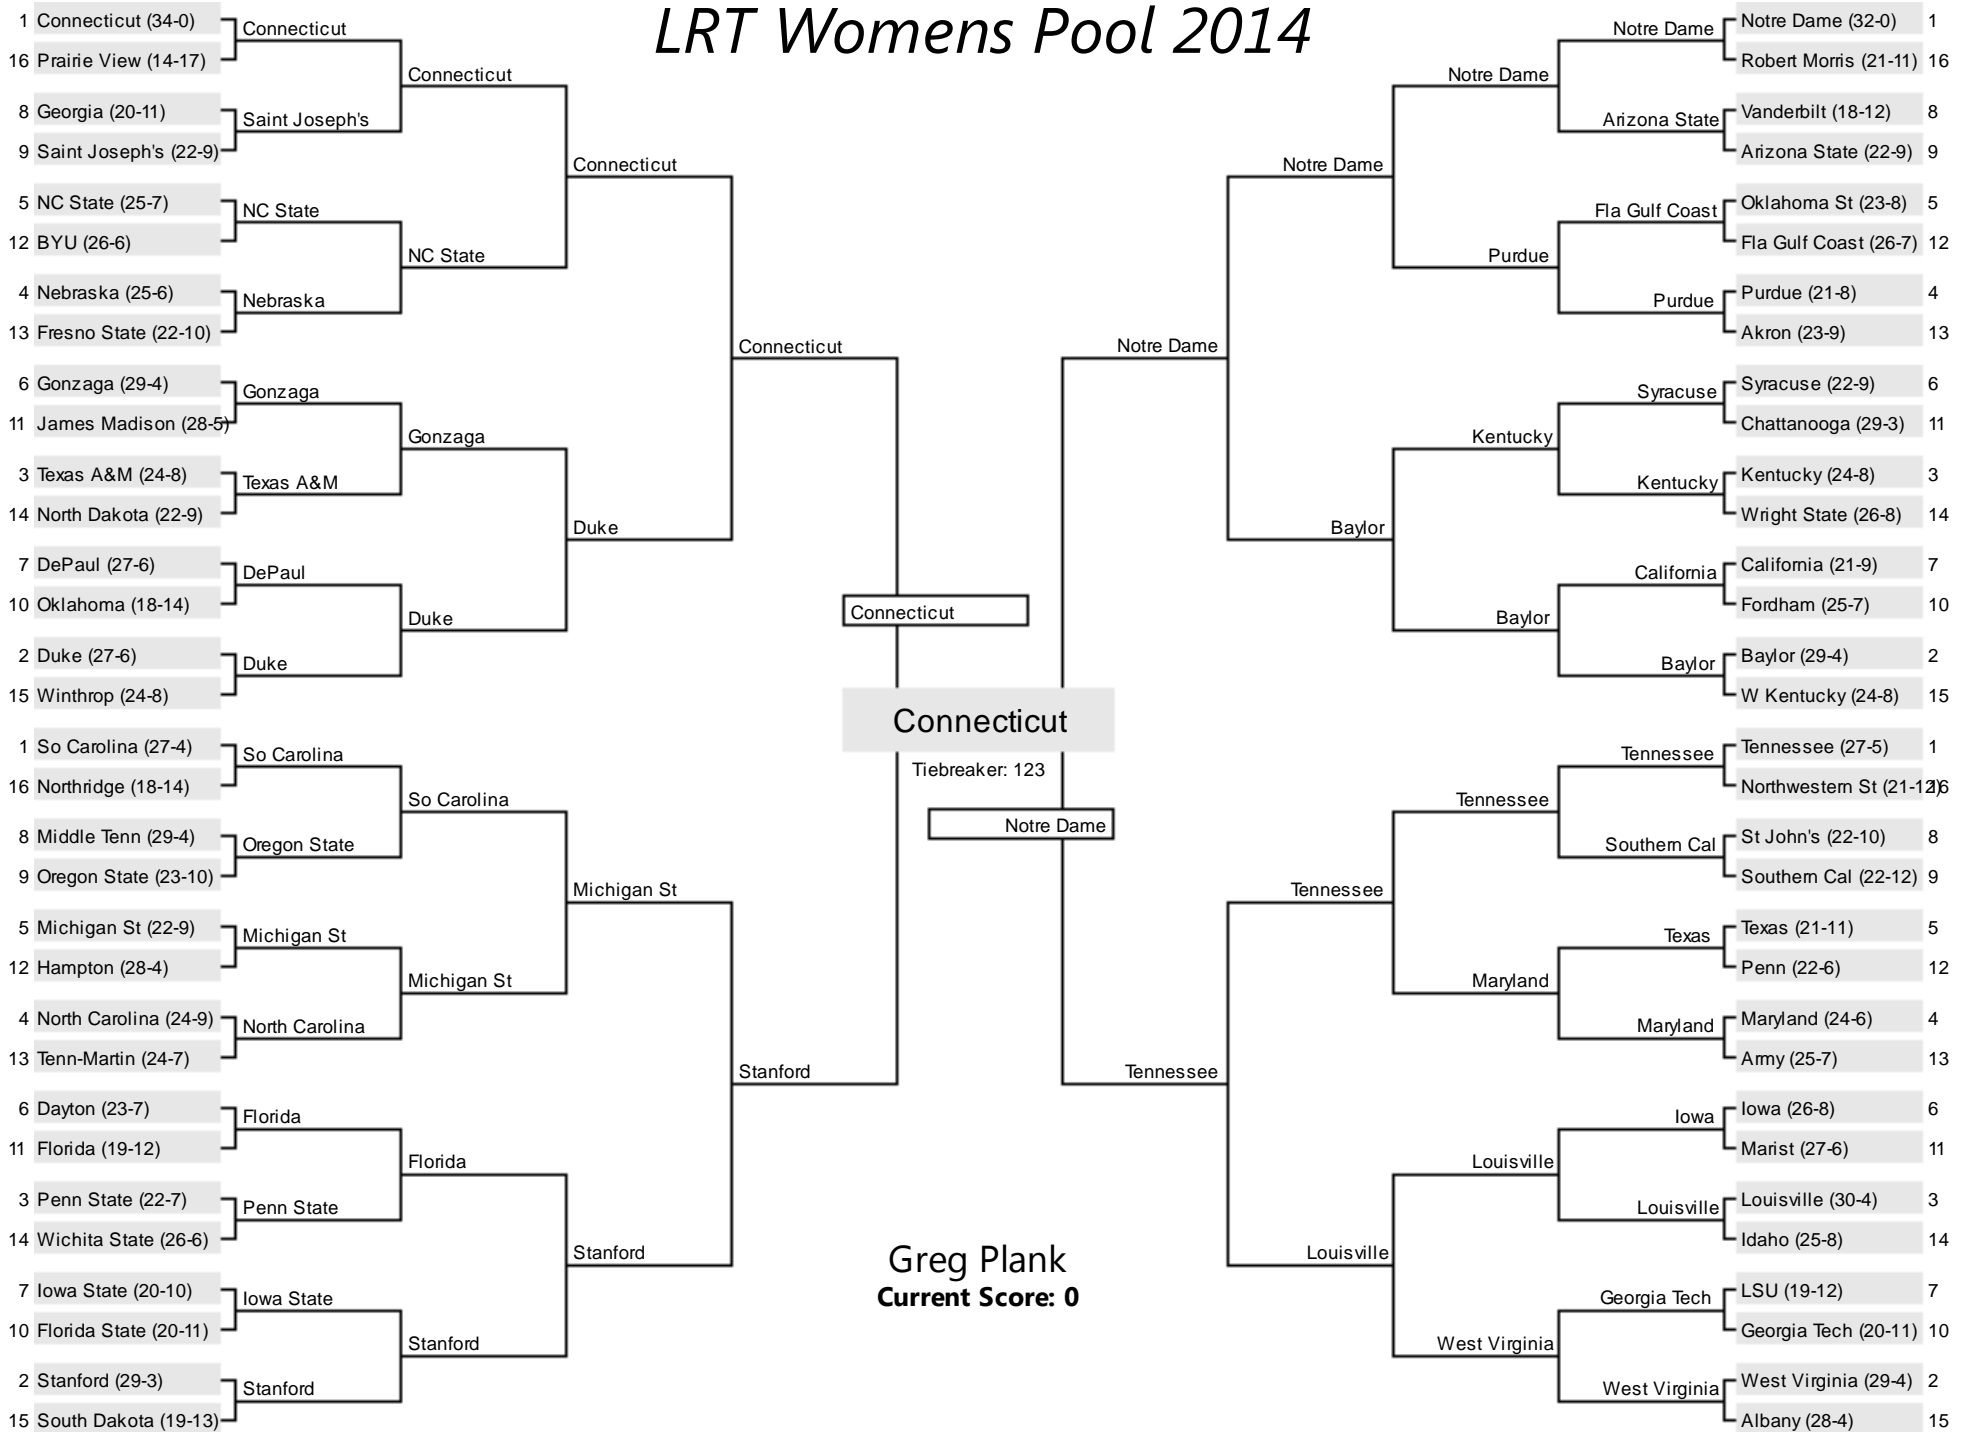 LRT Womens Pool 2014
1 Connecticut (34-0)
16 Prairie View (14-17)
8 Georgia (20-11)
9 Saint Joseph's (22-9)
5 NC State (25-7)
12 BYU (26-6)
4 Nebraska (25-6)
13 Fresno State (22-10)
6 Gonzaga (29-4)
11 James Madison (28-5)
3 Texas A&M (24-8)
14 North Dakota (22-9)
7 DePaul (27-6)
10 Oklahoma (18-14)
2 Duke (27-6)
15 Winthrop (24-8)
1 So Carolina (27-4)
16 Northridge (18-14)
8 Middle Tenn (29-4)
9 Oregon State (23-10)
5 Michigan St (22-9)
12 Hampton (28-4)
4 North Carolina (24-9)
13 Tenn-Martin (24-7)
6 Dayton (23-7)
11 Florida (19-12)
3 Penn State (22-7)
14 Wichita State (26-6)
7 Iowa State (20-10)
10 Florida State (20-11)
2 Stanford (29-3)
15 South Dakota (19-13)
Connecticut
Saint Joseph's
NC State
Nebraska
Gonzaga
Texas A&M
DePaul
Duke
So Carolina
Oregon State
Michigan St
North Carolina
Florida
Penn State
Iowa State
Stanford
Connecticut
NC State
Gonzaga
Duke
So Carolina
Michigan St
Florida
Stanford
Connecticut
Duke
Michigan St
Stanford
Connecticut
Stanford
Connecticut
Connecticut
Tiebreaker: 123
Notre Dame
Greg Plank
Current Score: 0
Notre Dame
Tennessee
Notre Dame
Baylor
Tennessee
Louisville
Notre Dame
Purdue
Kentucky
Baylor
Tennessee
Maryland
Louisville
West Virginia
Notre Dame
Arizona State
Fla Gulf Coast
Purdue
Syracuse
Kentucky
California
Baylor
Tennessee
Southern Cal
Texas
Maryland
Iowa
Louisville
Georgia Tech
West Virginia
Notre Dame (32-0) 1
Robert Morris (21-11) 16
Vanderbilt (18-12) 8
Arizona State (22-9) 9
Oklahoma St (23-8) 5
Fla Gulf Coast (26-7) 12
Purdue (21-8) 4
Akron (23-9) 13
Syracuse (22-9) 6
Chattanooga (29-3) 11
Kentucky (24-8) 3
Wright State (26-8) 14
California (21-9) 7
Fordham (25-7) 10
Baylor (29-4) 2
W Kentucky (24-8) 15
Tennessee (27-5) 1
Northwestern St (21-12) 16
St John's (22-10) 8
Southern Cal (22-12) 9
Texas (21-11) 5
Penn (22-6) 12
Maryland (24-6) 4
Army (25-7) 13
Iowa (26-8) 6
Marist (27-6) 11
Louisville (30-4) 3
Idaho (25-8) 14
LSU (19-12) 7
Georgia Tech (20-11) 10
West Virginia (29-4) 2
Albany (28-4) 15